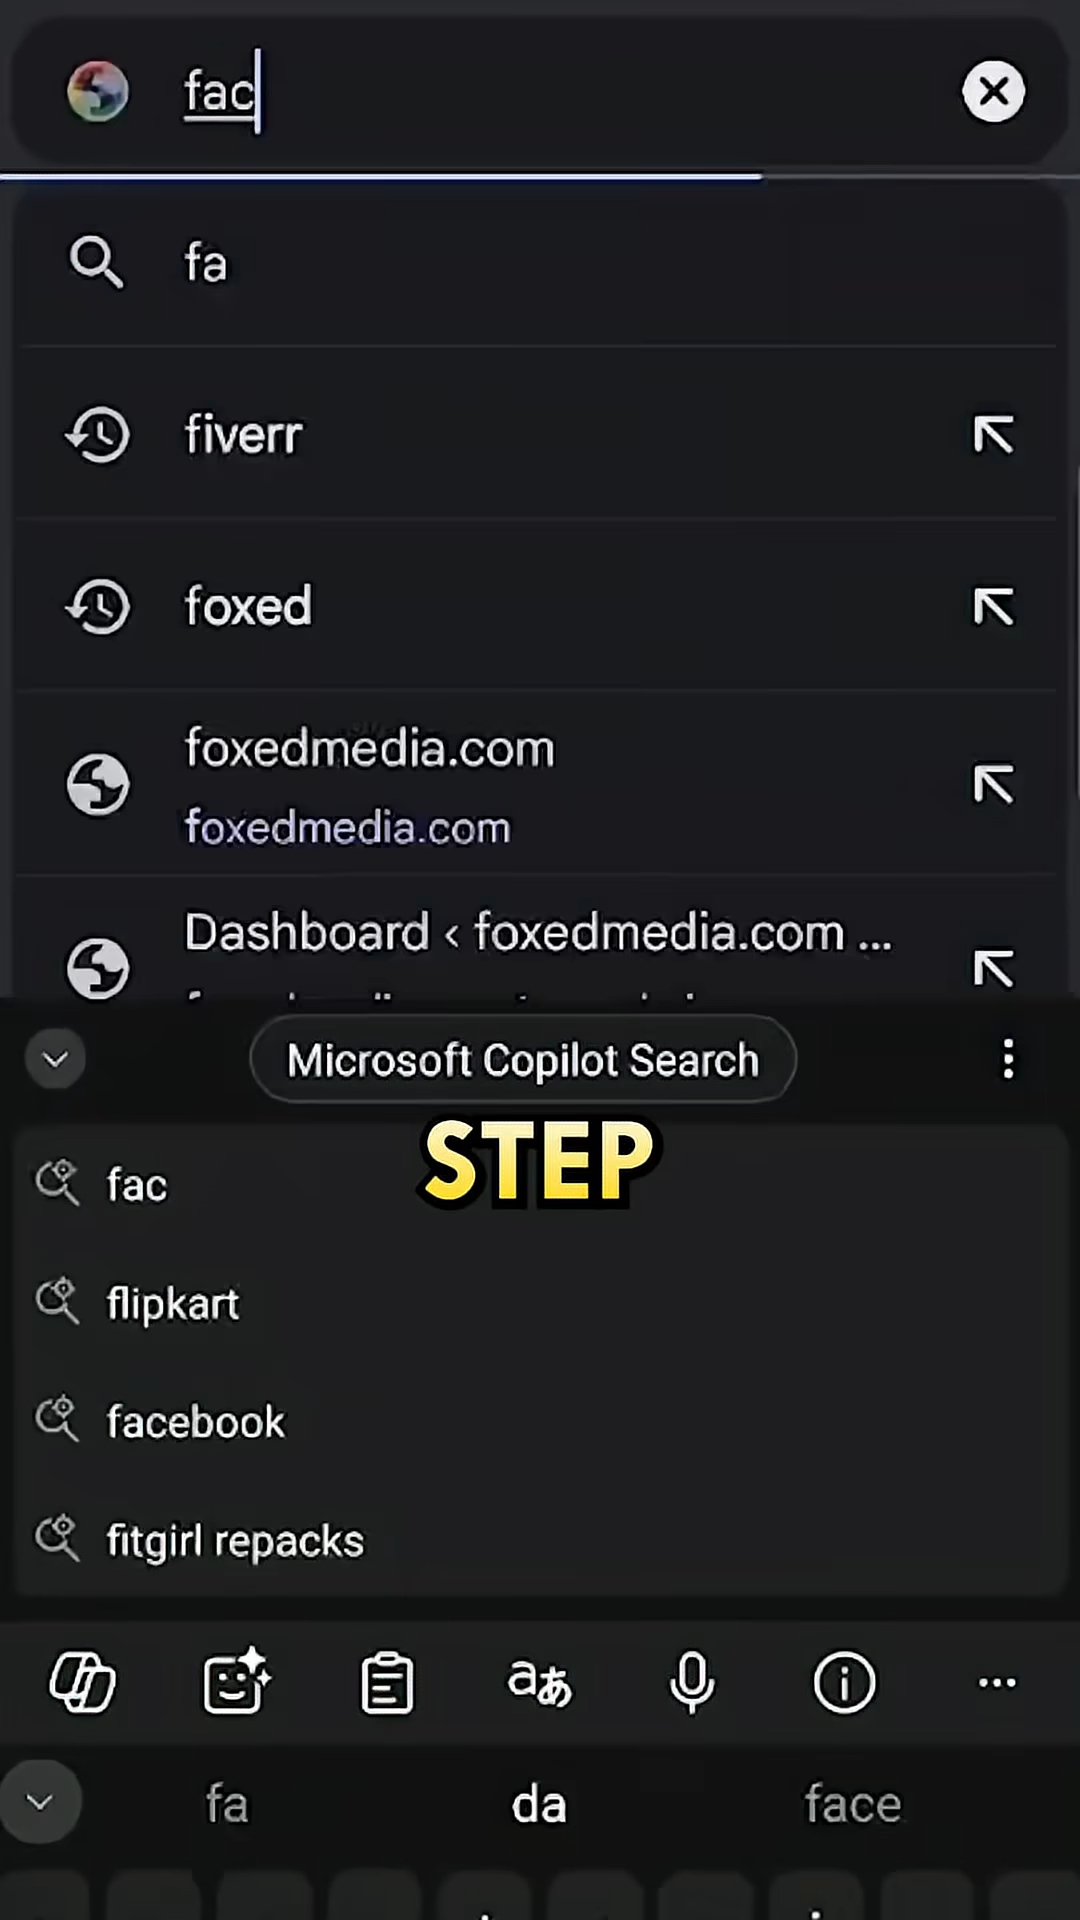 fac
fa
fiverr
foxed
foxedmedia.com
foxedmedia.com
Dashboard ‹ foxedmedia.com ...
Microsoft Copilot Search
STEP
fac
flipkart
facebook
fitgirl repacks
aあ
fa da face